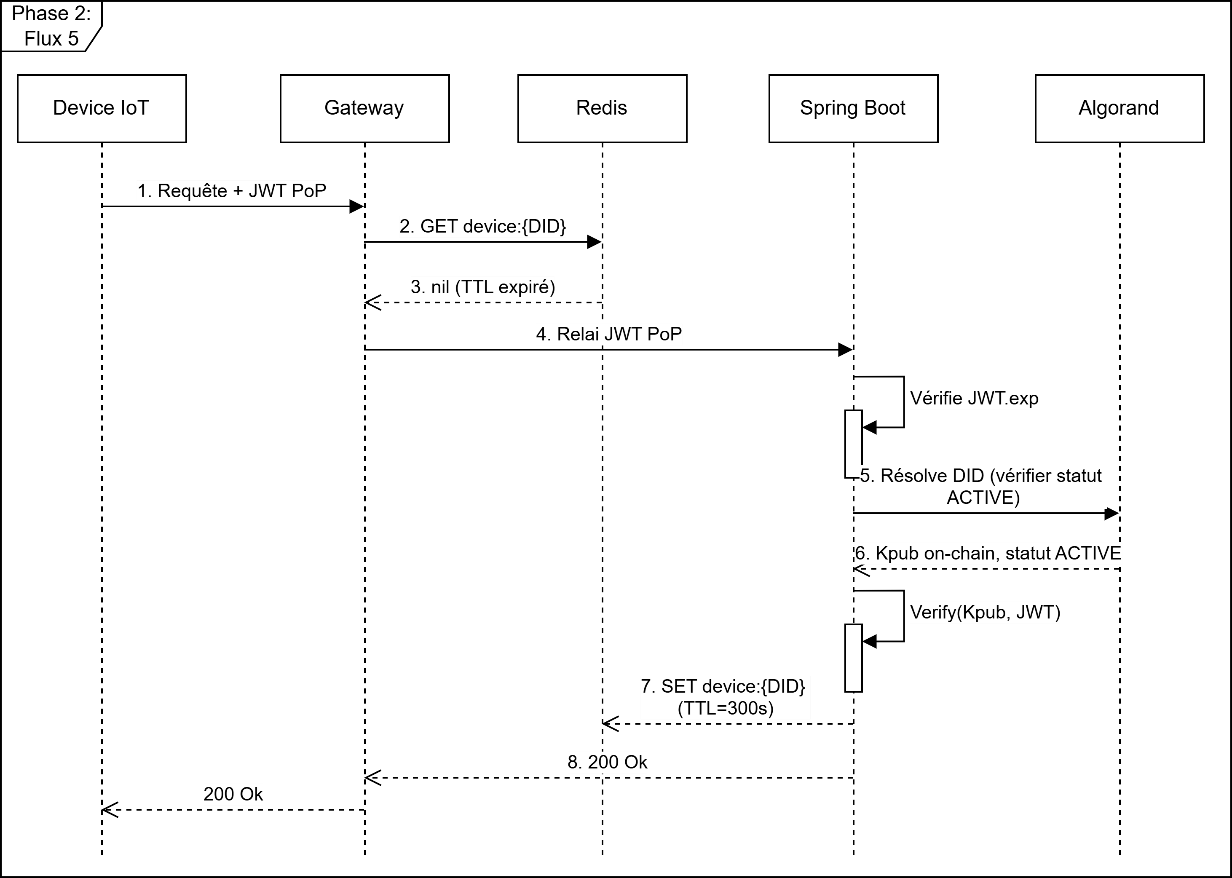 Phase 2:
Flux 5
Device IoT
Gateway
Redis
Spring Boot
Algorand
1. Requête + JWT PoP
2. GET device:{DID}
3. nil (TTL expiré)
4. Relai JWT PoP
Vérifie JWT.exp
5. Résolve DID (vérifier statut
ACTIVE)
6. Kpub on-chain, statut ACTIVE
Verify(Kpub, JWT)
7. SET device:{DID}
(TTL=300s)
8. 200 Ok
200 Ok